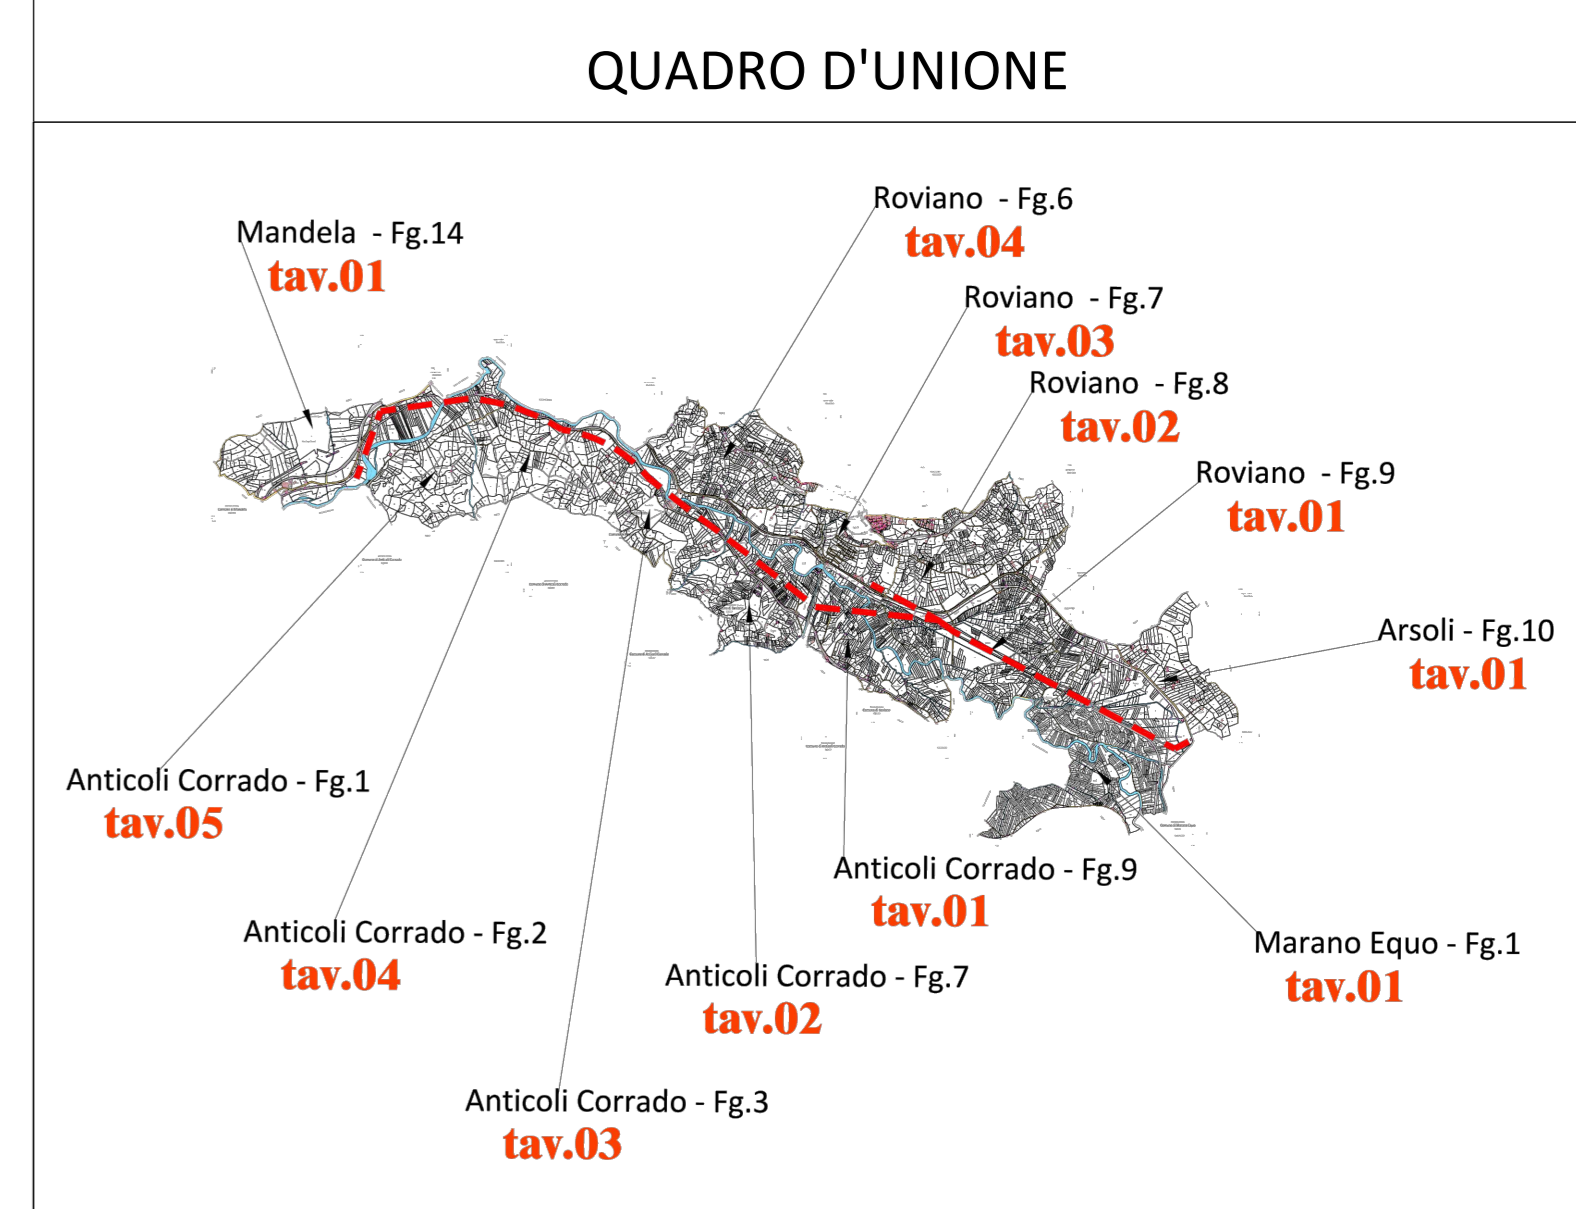 QUADRO D'UNIONE
Roviano - Fg.6
tav.04
Mandela - Fg.14
tav.01
Roviano - Fg.7
tav.03
Roviano - Fg.8
tav.02
Roviano - Fg.9
tav.01
Arsoli - Fg.10
tav.01
Anticoli Corrado - Fg.1
tav.05
Anticoli Corrado - Fg.9
tav.01
Anticoli Corrado - Fg.2
tav.04
Marano Equo - Fg.1
tav.01
Anticoli Corrado - Fg.7
tav.02
Anticoli Corrado - Fg.3
tav.03